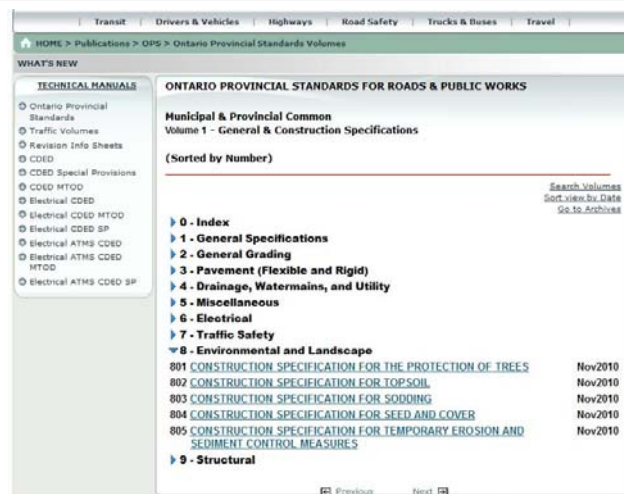 Transit | Drivers & Vehicles | Highways | Road Safety | Trucks & Buses | Travel
HOME > Publications > OPS > Ontario Provincial Standards Volumes
WHAT'S NEW
TECHNICAL MANUALS
Ontario Provincial
Standards
Traffic Volumes
Revision Info Sheets
CDED
CDED Special Provisions
CDED MTOD
Electrical CDED
Electrical CDED MTOD
Electrical CDED SP
Electrical ATMS CDED
Electrical ATMS CDED
MTOD
Electrical ATMS CDED SP
ONTARIO PROVINCIAL STANDARDS FOR ROADS & PUBLIC WORKS
Municipal & Provincial Common
Volume 1 - General & Construction Specifications
(Sorted by Number)
Search Volumes
Sort view by Date
Go to Archives
0 - Index
1 - General Specifications
2 - General Grading
3 - Pavement (Flexible and Rigid)
4 - Drainage, Watermains, and Utility
5 - Miscellaneous
6 - Electrical
7 - Traffic Safety
8 - Environmental and Landscape
801 CONSTRUCTION SPECIFICATION FOR THE PROTECTION OF TREES Nov2010
802 CONSTRUCTION SPECIFICATION FOR TOPSOIL Nov2010
803 CONSTRUCTION SPECIFICATION FOR SODDING Nov2010
804 CONSTRUCTION SPECIFICATION FOR SEED AND COVER Nov2010
805 CONSTRUCTION SPECIFICATION FOR TEMPORARY EROSION AND Nov2010
SEDIMENT CONTROL MEASURES
9 - Structural
Previous Next